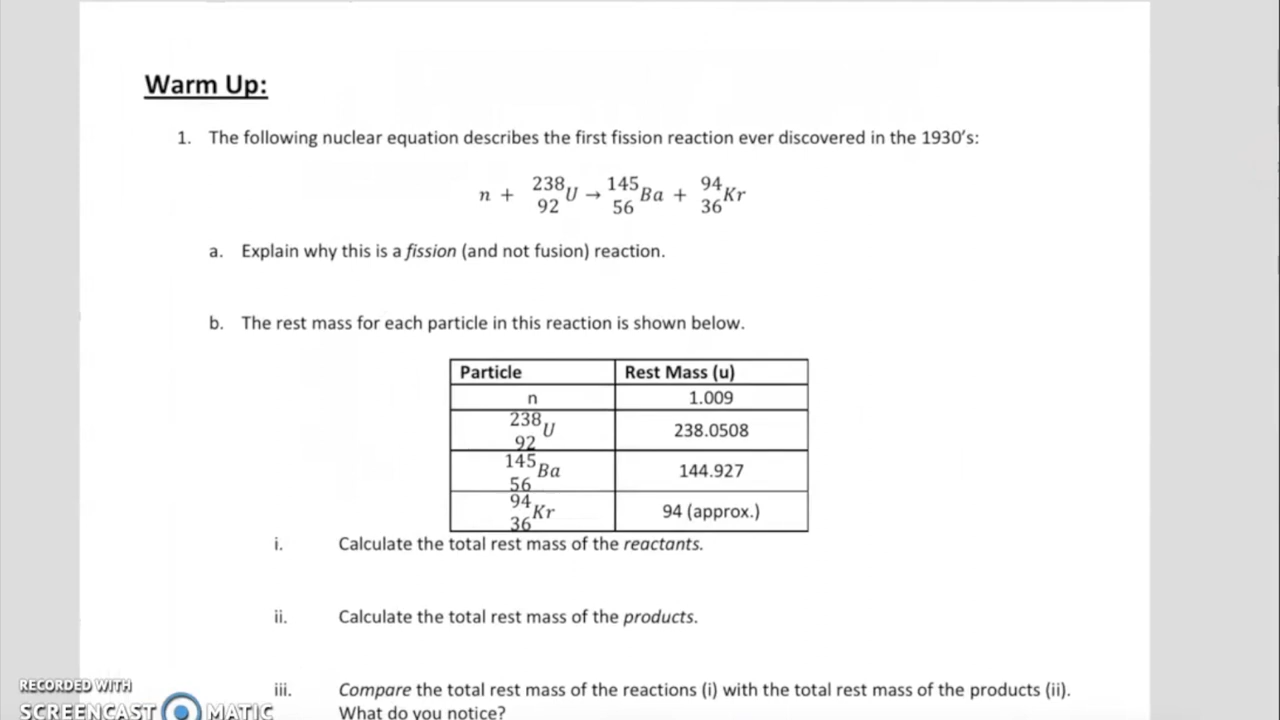 Warm Up:
1. The following nuclear equation describes the first fission reaction ever discovered in the 1930's:
n + 238 92 U → 145 56 Ba + 94 36 Kr
a. Explain why this is a fission (and not fusion) reaction.
b. The rest mass for each particle in this reaction is shown below.
Particle Rest Mass (u)
n 1.009
238 92 U 238.0508
145 56 Ba 144.927
94 36 Kr 94 (approx.)
i. Calculate the total rest mass of the reactants.
ii. Calculate the total rest mass of the products.
iii. Compare the total rest mass of the reactions (i) with the total rest mass of the products (ii).
What do you notice?
RECORDED WITH
SCREENCAST MATIC